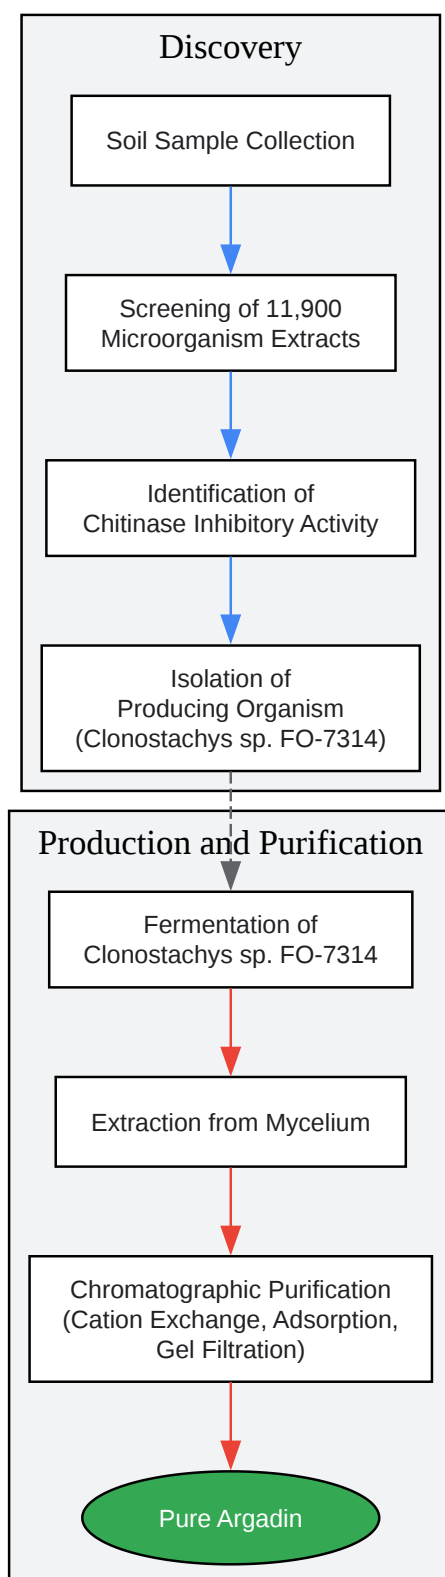 Discovery
Soil Sample Collection
Screening of 11,900
Microorganism Extracts
Identification of
Chitinase Inhibitory Activity
Isolation of
Producing Organism
(Clonostachys sp. FO-7314)
Production and Purification
Fermentation of
Clonostachys sp. FO-7314
Extraction from Mycelium
Chromatographic Purification
(Cation Exchange, Adsorption,
Gel Filtration)
Pure Argadin